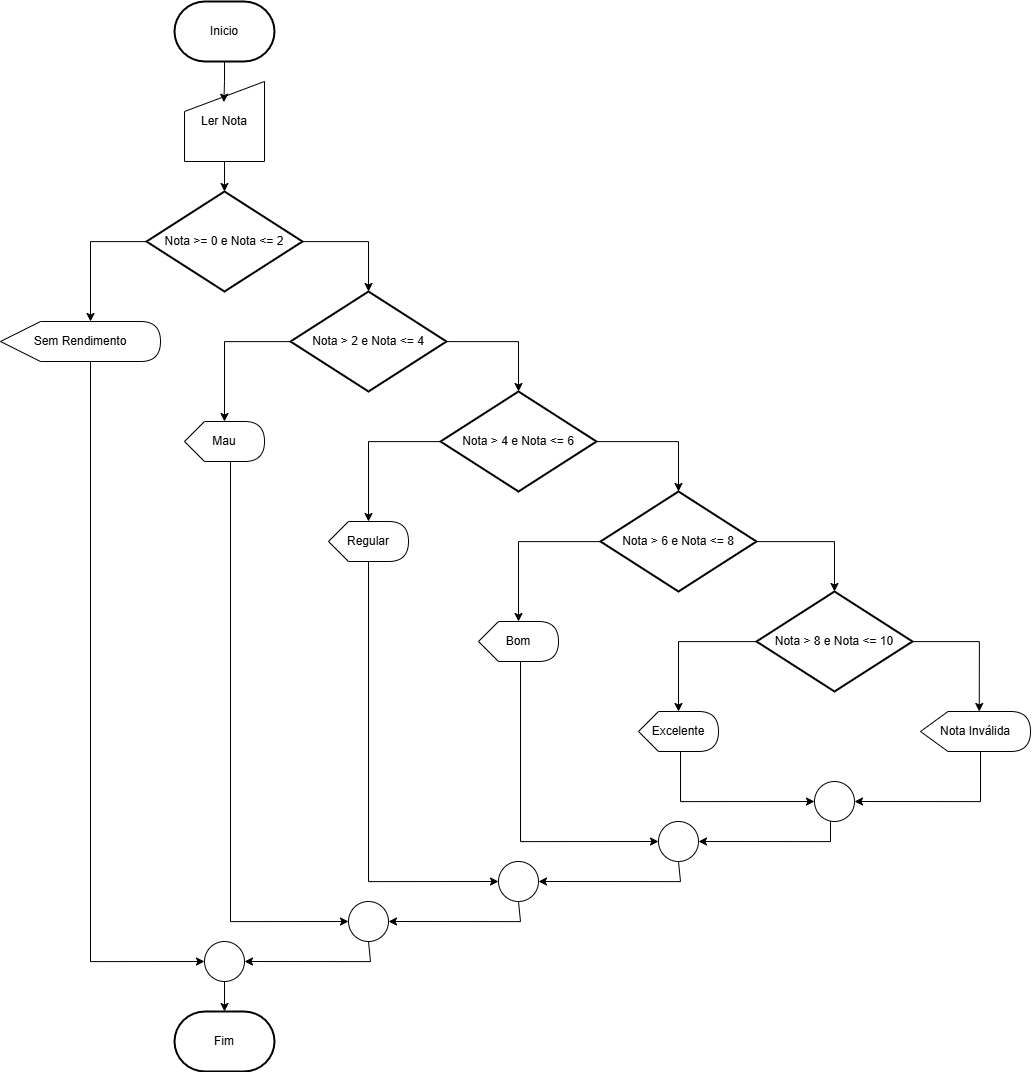 Inicio
Ler Nota
Nota >= 0 e Nota <= 2
Sem Rendimento
Nota > 2 e Nota <= 4
Mau
Nota > 4 e Nota <= 6
Regular
Nota > 6 e Nota <= 8
Bom
Nota > 8 e Nota <= 10
Excelente
Nota Inválida
Fim